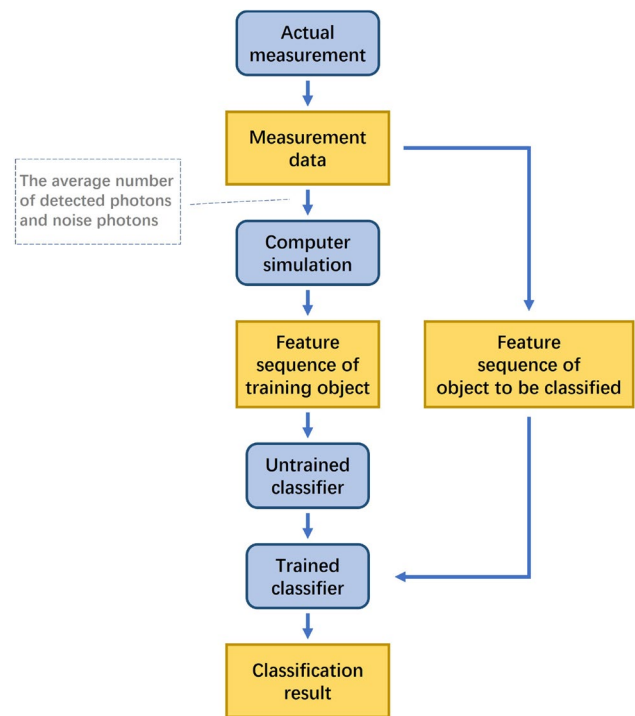 Actual
measurement
Measurement
data
The average number
of detected photons
and noise photons
Computer
simulation
Feature
sequence of
training object
Feature
sequence of
object to be classified
Untrained
classifier
Trained
classifier
Classification
result